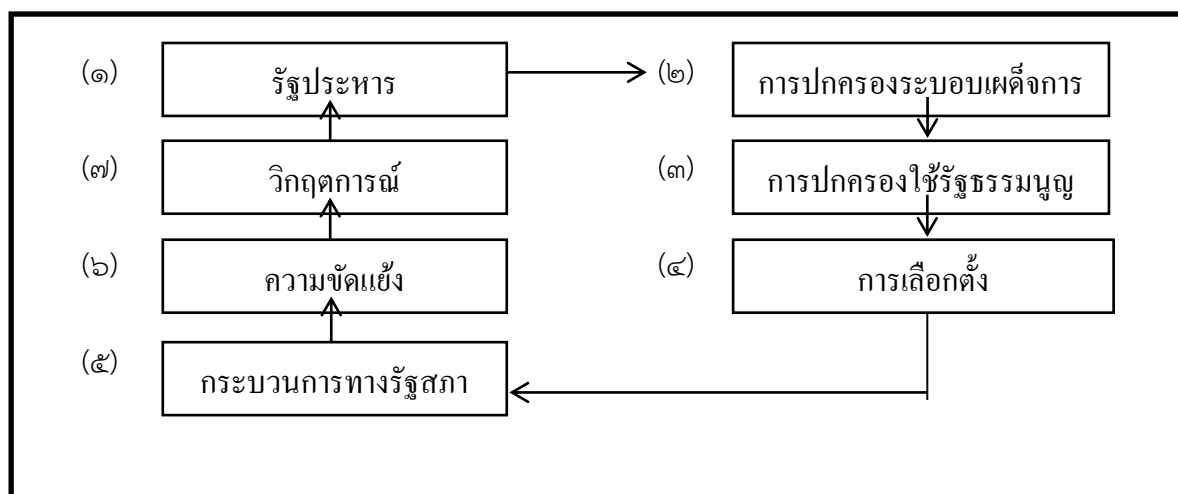 (๑) รัฐประหาร (๒) การปกครองระบอบเผด็จการ
(๗) วิกฤตการณ์ (๓) การปกครองใช้รัฐธรรมนูญ
(๖) ความขัดแย้ง (๔) การเลือกตั้ง
(๕) กระบวนการทางรัฐสภา